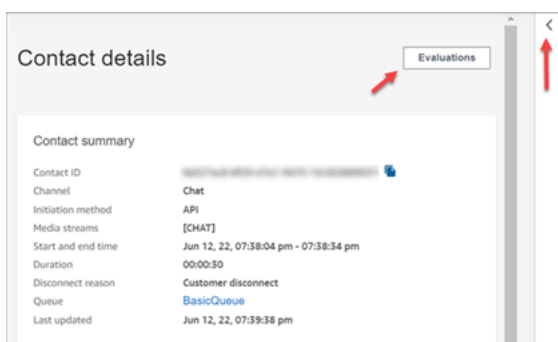 Contact details
Evaluations
Contact summary
Contact ID
Channel Chat
Initiation method API
Media streams [CHAT]
Start and end time Jun 12, 22, 07:38:04 pm - 07:38:34 pm
Duration 00:00:30
Disconnect reason Customer disconnect
Queue BasicQueue
Last updated Jun 12, 22, 07:39:38 pm